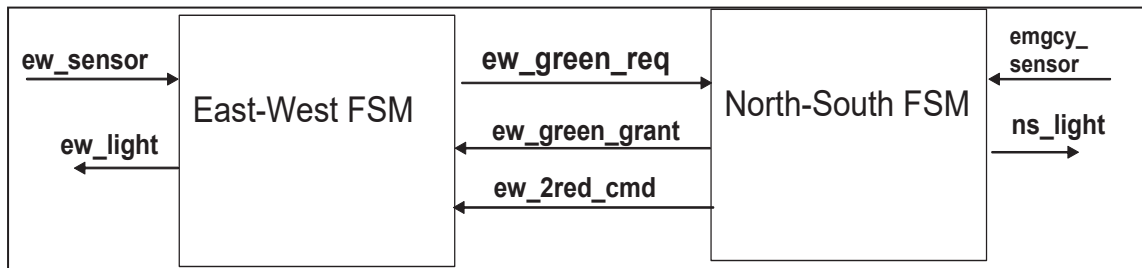 ew_sensor
East-West FSM
ew_light
ew_green_req
ew_green_grant
ew_2red_cmd
North-South FSM
emgcy_
sensor
ns_light